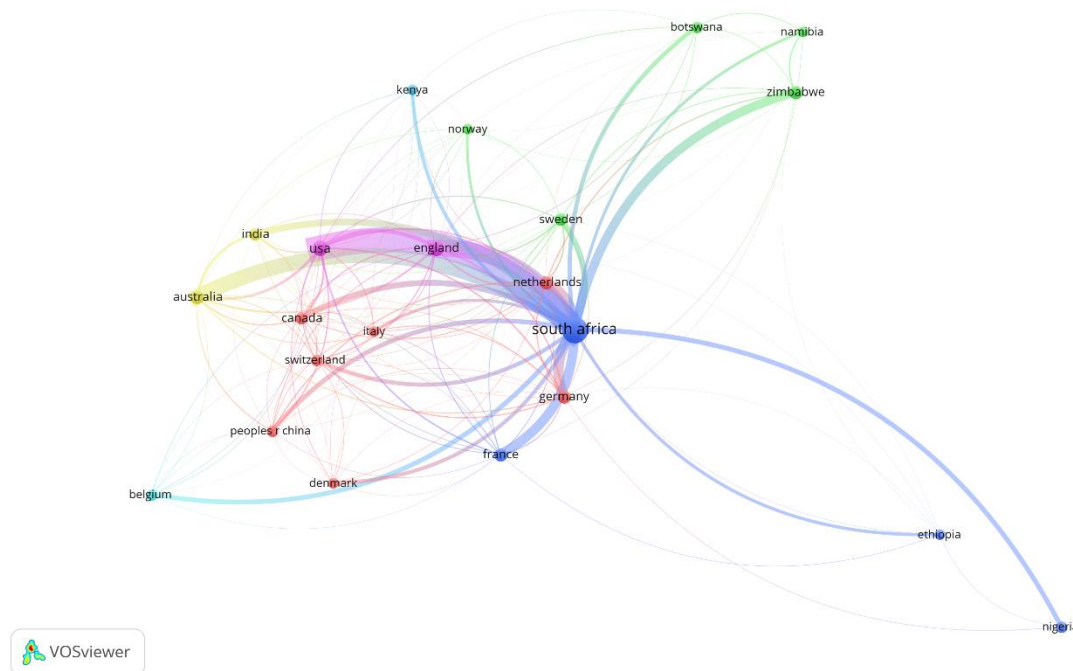 botswana
namibia
kenya
zimbabwe
norway
sweden
india
usa
england
netherlands
australia
canada
italy
south africa
switzerland
germany
peoples r china
france
denmark
belgium
ethiopia
nigeria
VOSviewer